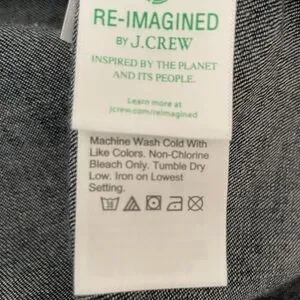 RE-IMAGINED
BY J.CREW
INSPIRED BY THE PLANET
AND ITS PEOPLE.
Learn more at
jcrew.com/reimagined
Machine Wash Cold With
Like Colors. Non-Chlorine
Bleach Only. Tumble Dry
Low. Iron on Lowest
Setting.